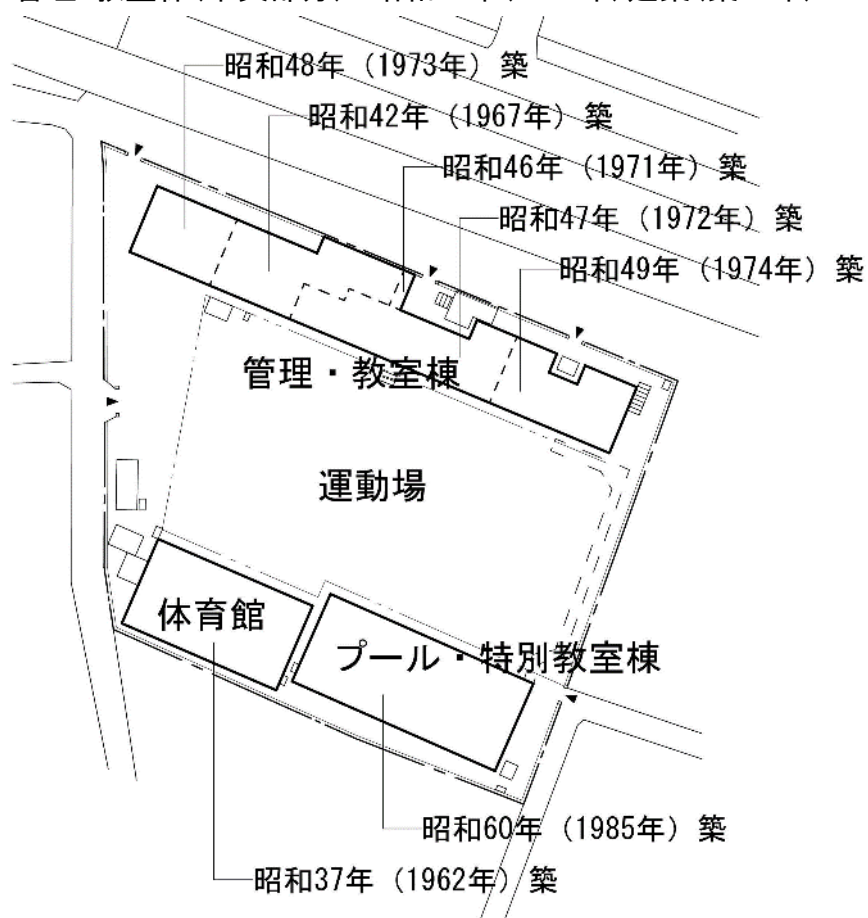 昭和48年（1973年）築
昭和42年（1967年）築
昭和46年（1971年）築
昭和47年（1972年）築
昭和49年（1974年）築
管理・教室棟
運動場
体育館
プール・特別教室棟
昭和60年（1985年）築
昭和37年（1962年）築